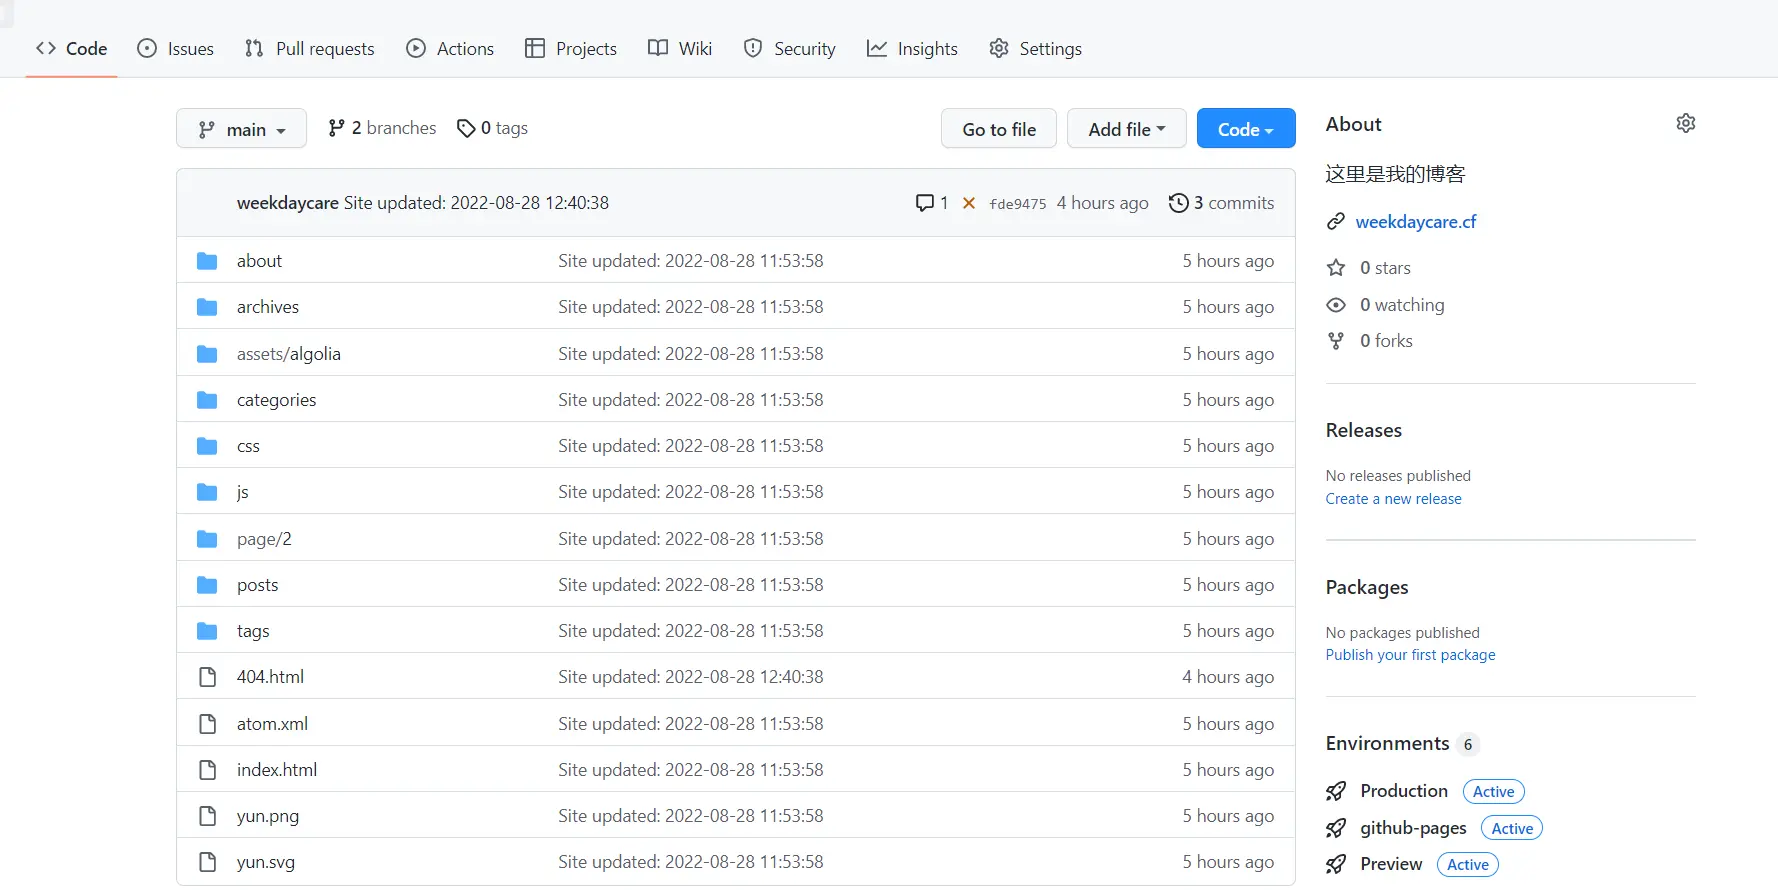 Code Issues Pull requests Actions Projects Wiki Security Insights Settings
main 2 branches 0 tags Go to file Add file Code
weekdaycare Site updated: 2022-08-28 12:40:38 1 fde9475 4 hours ago 3 commits
about Site updated: 2022-08-28 11:53:58 5 hours ago
archives Site updated: 2022-08-28 11:53:58 5 hours ago
assets/algolia Site updated: 2022-08-28 11:53:58 5 hours ago
categories Site updated: 2022-08-28 11:53:58 5 hours ago
css Site updated: 2022-08-28 11:53:58 5 hours ago
js Site updated: 2022-08-28 11:53:58 5 hours ago
page/2 Site updated: 2022-08-28 11:53:58 5 hours ago
posts Site updated: 2022-08-28 11:53:58 5 hours ago
tags Site updated: 2022-08-28 11:53:58 5 hours ago
404.html Site updated: 2022-08-28 12:40:38 4 hours ago
atom.xml Site updated: 2022-08-28 11:53:58 5 hours ago
index.html Site updated: 2022-08-28 11:53:58 5 hours ago
yun.png Site updated: 2022-08-28 11:53:58 5 hours ago
yun.svg Site updated: 2022-08-28 11:53:58 5 hours ago
About
这里是我的博客
weekdaycare.cf
0 stars
0 watching
0 forks
Releases
No releases published
Create a new release
Packages
No packages published
Publish your first package
Environments 6
Production Active
github-pages Active
Preview Active